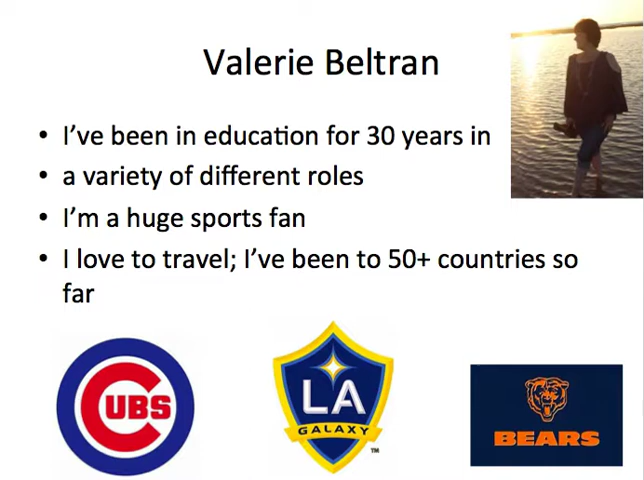 Valerie Beltran
• I've been in education for 30 years in
• a variety of different roles
• I'm a huge sports fan
• I love to travel; I've been to 50+ countries so
far
CUBS
LA
GALAXY
TM
BEARS